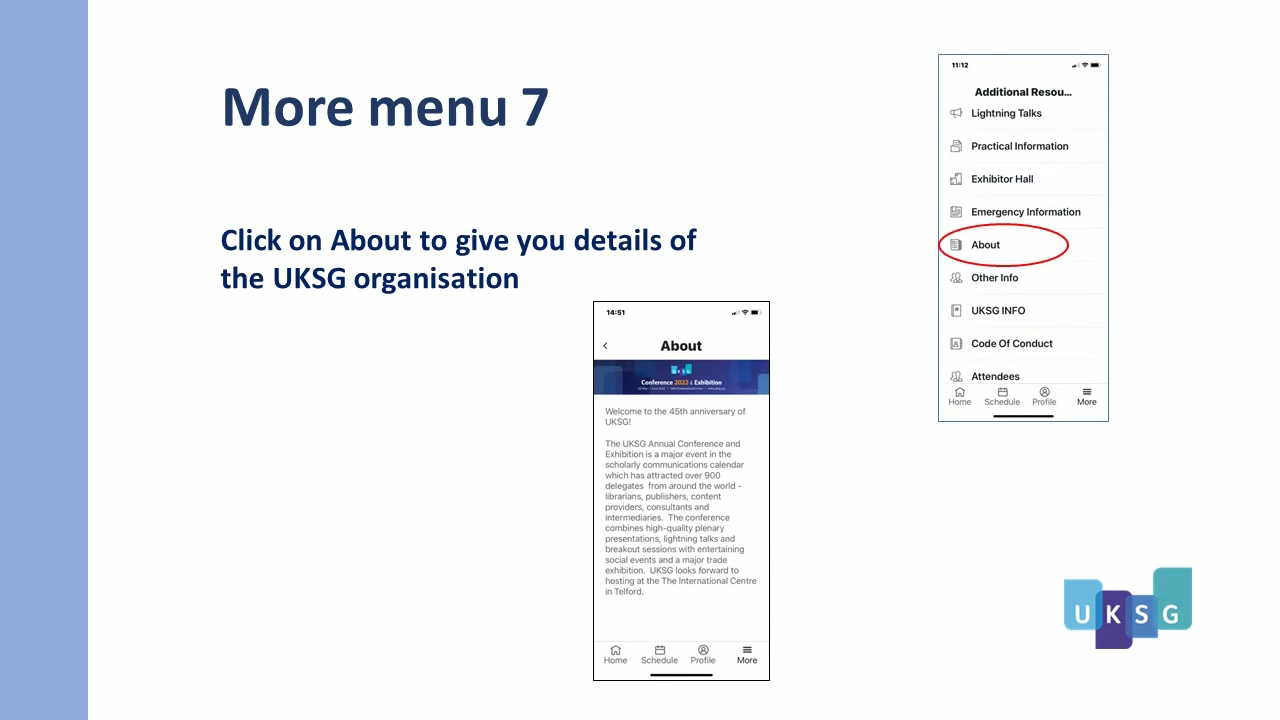 More menu 7
Click on About to give you details of
the UKSG organisation
11:12
Additional Resou...
Lightning Talks
Practical Information
Exhibitor Hall
Emergency Information
About
Other Info
UKSG INFO
Code Of Conduct
Attendees
Home Schedule Profile More
14:51
About
UKSG
Conference 2022 & Exhibition
Welcome to the 45th anniversary of
UKSG!
The UKSG Annual Conference and
Exhibition is a major event in the
scholarly communications calendar
which has attracted over 900
delegates from around the world -
librarians, publishers, content
providers, consultants and
intermediaries. The conference
combines high-quality plenary
presentations, lightning talks and
breakout sessions with entertaining
social events and a major trade
exhibition. UKSG looks forward to
hosting at the The International Centre
in Telford.
Home Schedule Profile More
UKSG